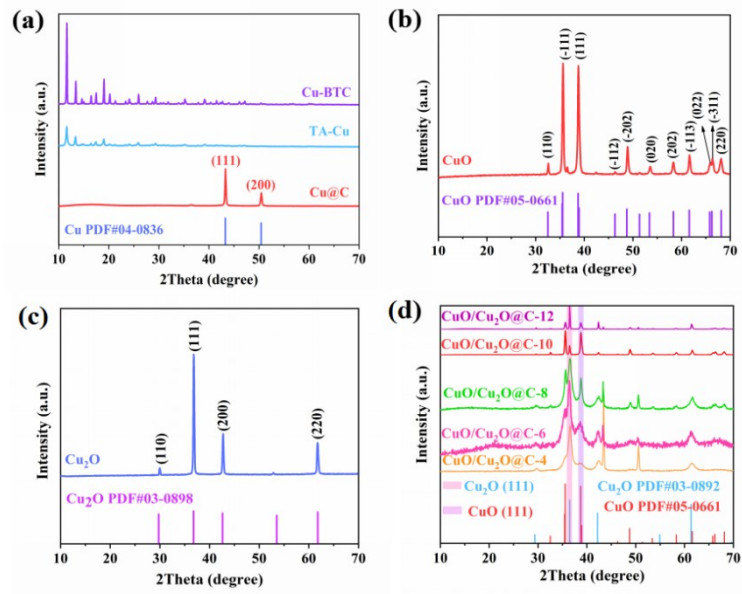 (a)
Cu-BTC
TA-Cu
(111)
(200)
Cu@C
Cu PDF#04-0836
Intensity (a.u.)
10 20 30 40 50 60 70
2Theta (degree)
(b)
(-111)
(111)
(110)
(-112)
(-202)
(020)
(202)
(-113)
(022)
(-311)
(220)
CuO
CuO PDF#05-0661
Intensity (a.u.)
10 20 30 40 50 60 70
2Theta (degree)
(c)
(111)
(110)
(200)
(220)
Cu₂O
Cu₂O PDF#03-0898
Intensity (a.u.)
10 20 30 40 50 60 70
2Theta (degree)
(d)
CuO/Cu₂O@C-12
CuO/Cu₂O@C-10
CuO/Cu₂O@C-8
CuO/Cu₂O@C-6
CuO/Cu₂O@C-4
Cu₂O (111)
Cu₂O PDF#03-0892
CuO (111)
CuO PDF#05-0661
Intensity (a.u.)
10 20 30 40 50 60 70
2Theta (degree)